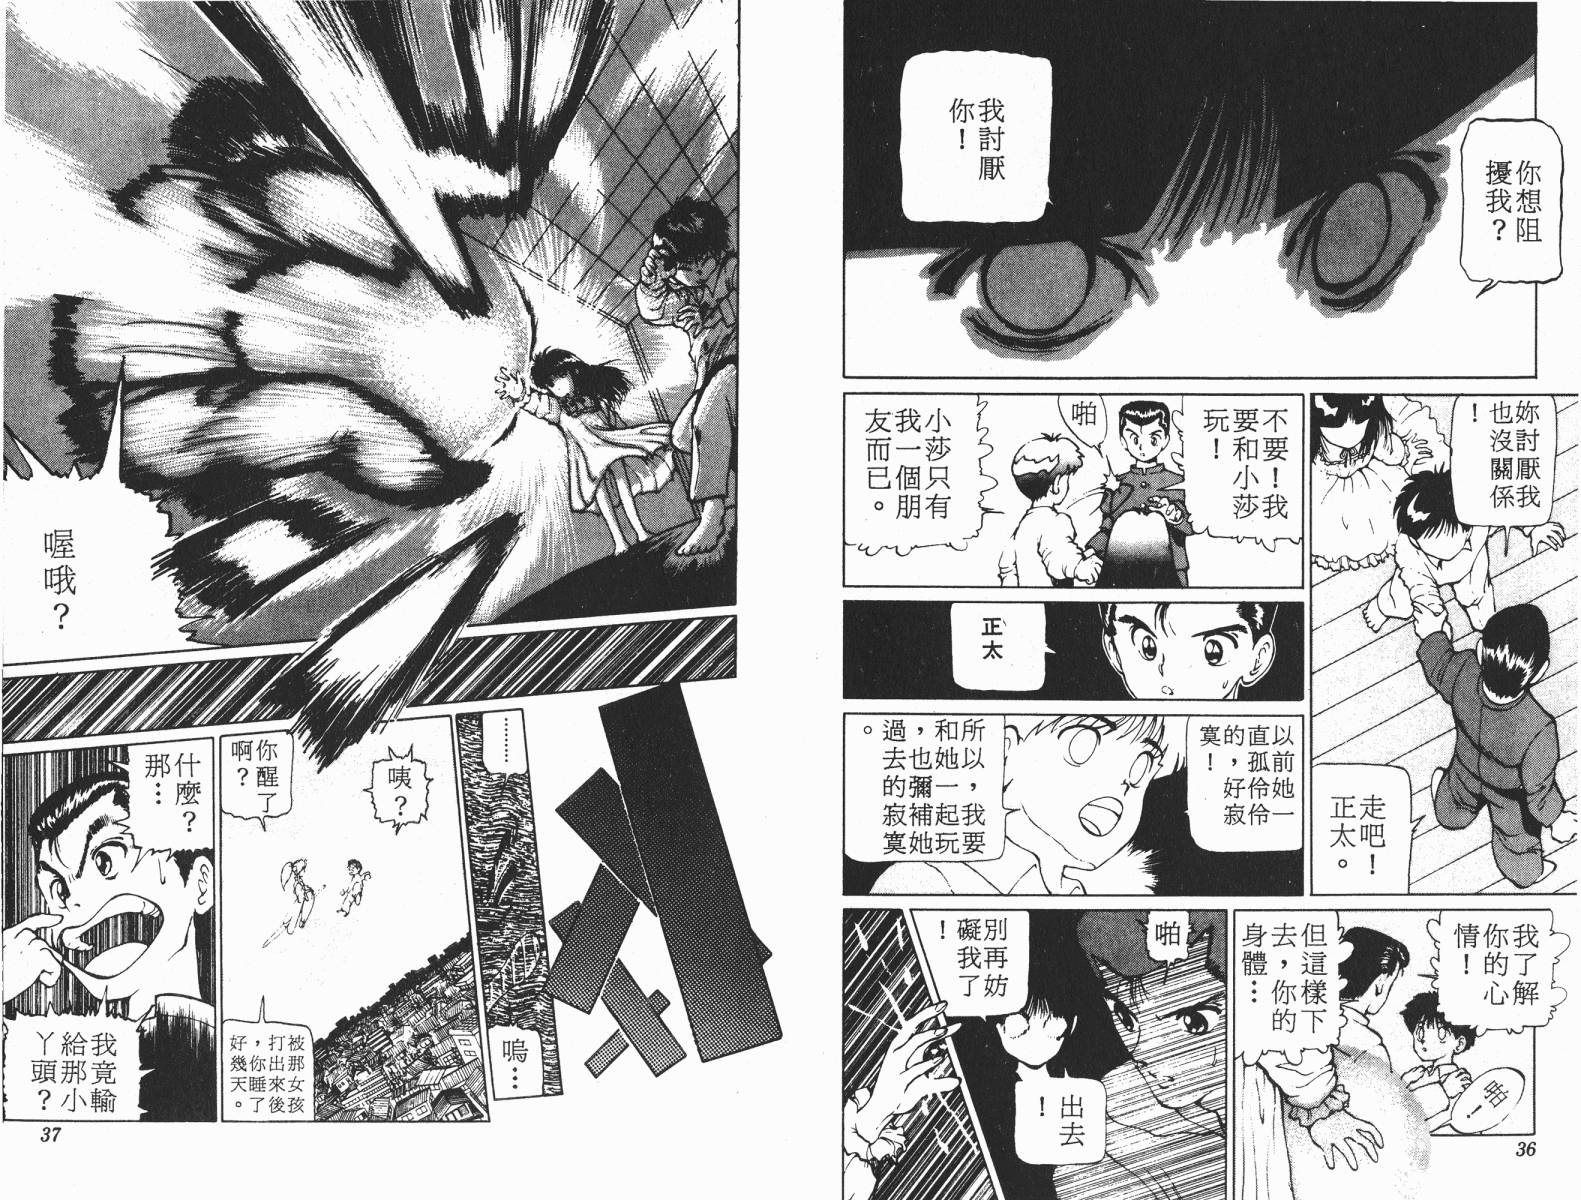 你想阻
擾我？
我討厭
你！
妳討厭我
也沒關係
！
走吧！
正太。
不要！我
要和小莎
玩！
啪
小莎只有
我一個朋
友而已。
正太
以前她一
直孤伶伶
的，好寂
寞！
所以，我要
和她一起玩
，也彌補她
過去的寂寞
。
我了解
你的心
情！
啪！
但這樣下
去，你的
身體…
啪
別再妨
礙我了
！
出去
！
36
喔哦？
………
嗚…
咦？
你醒了
啊？
被那女孩
打出來後
，你睡了
好幾天。
什麼？
那…
我竟輸
給那小
丫頭？
37